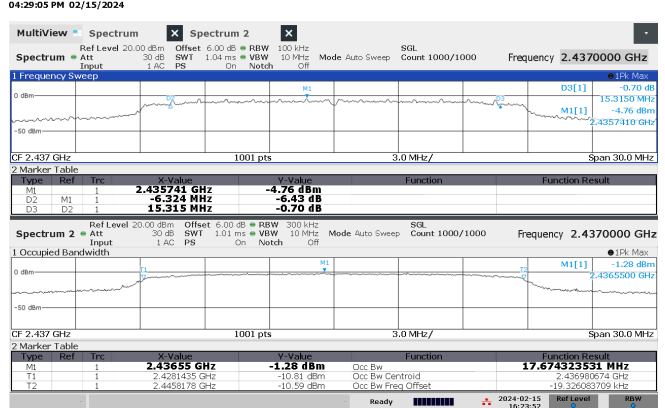 04:29:05 PM 02/15/2024
MultiView Spectrum X Spectrum 2 X
Ref Level 20.00 dBm Offset 6.00 dB RBW 100 kHz SGL
Spectrum Att 30 dB SWT 1.04 ms VBW 10 MHz Mode Auto Sweep Count 1000/1000 Frequency 2.4370000 GHz
Input 1 AC PS On Notch Off
1 Frequency Sweep 1Pk Max
D3[1] -0.70 dB
15.3150 MHz
M1[1] -4.76 dBm
2.4357410 GHz
0 dBm
D2 M1 D3
-50 dBm
CF 2.437 GHz 1001 pts 3.0 MHz/ Span 30.0 MHz
2 Marker Table
Type Ref Trc X-Value Y-Value Function Function Result
M1 1 2.435741 GHz -4.76 dBm
D2 M1 1 -6.324 MHz -6.43 dB
D3 D2 1 15.315 MHz -0.70 dB
Ref Level 20.00 dBm Offset 6.00 dB RBW 300 kHz SGL
Spectrum 2 Att 30 dB SWT 1.01 ms VBW 10 MHz Mode Auto Sweep Count 1000/1000 Frequency 2.4370000 GHz
Input 1 AC PS On Notch Off
1 Occupied Bandwidth 1Pk Max
M1[1] -1.28 dBm
2.4365500 GHz
0 dBm
T1 M1 T2
-50 dBm
CF 2.437 GHz 1001 pts 3.0 MHz/ Span 30.0 MHz
2 Marker Table
Type Ref Trc X-Value Y-Value Function Function Result
M1 1 2.43655 GHz -1.28 dBm Occ Bw 17.674323531 MHz
T1 1 2.4281435 GHz -10.81 dBm Occ Bw Centroid 2.436980674 GHz
T2 1 2.4458178 GHz -10.59 dBm Occ Bw Freq Offset -19.326083709 kHz
Ready 2024-02-15 Ref Level RBW
16:23:52